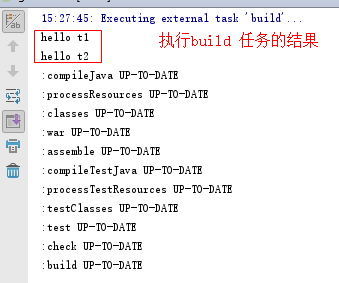 15:27:45: Executing external task 'build'...
hello t1
执行build 任务的结果
hello t2
:compileJava UP-TO-DATE
:processResources UP-TO-DATE
:classes UP-TO-DATE
:war UP-TO-DATE
:assemble UP-TO-DATE
:compileTestJava UP-TO-DATE
:processTestResources UP-TO-DATE
:testClasses UP-TO-DATE
:test UP-TO-DATE
:check UP-TO-DATE
:build UP-TO-DATE